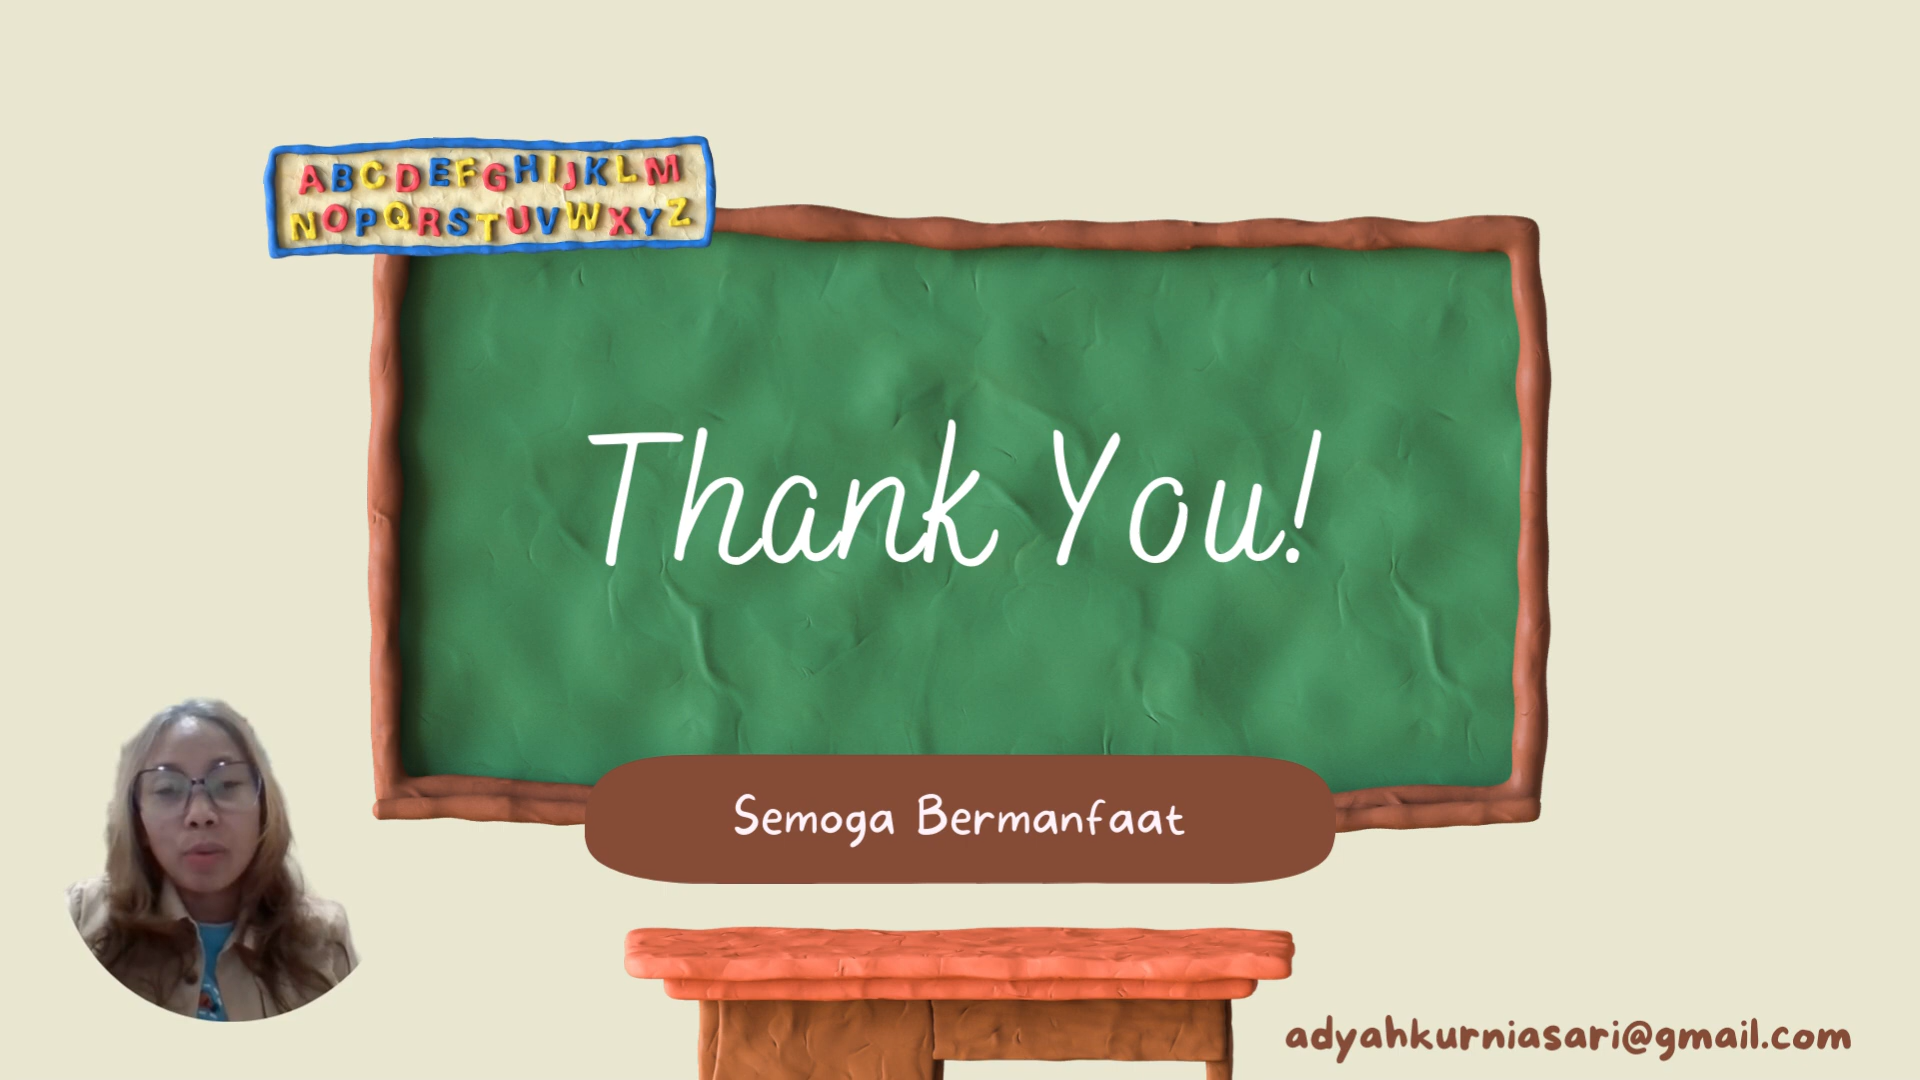 ABCDEFGHIJKLM
NOPQRSTUVWXYZ
Thank You!
Semoga Bermanfaat
adyahkurniasari@gmail.com